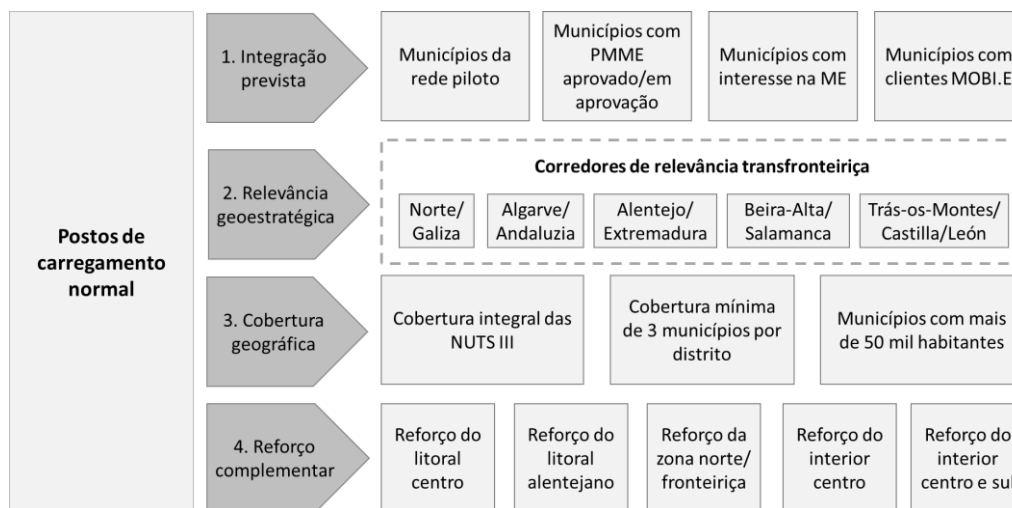 Postos de
carregamento
normal
1. Integração
prevista
Municípios da
rede piloto
Municípios com
PMME
aprovado/em
aprovação
Municípios com
interesse na ME
Municípios com
clientes MOBI.E
2. Relevância
geoestratégica
Corredores de relevância transfronteiriça
Norte/
Galiza
Algarve/
Andaluzia
Alentejo/
Extremadura
Beira-Alta/
Salamanca
Trás-os-Montes/
Castilla/León
3. Cobertura
geográfica
Cobertura integral das
NUTS III
Cobertura mínima
de 3 municípios por
distrito
Municípios com mais
de 50 mil habitantes
4. Reforço
complementar
Reforço do
litoral
centro
Reforço do
litoral
alentejano
Reforço da
zona norte/
fronteiriça
Reforço do
interior
centro
Reforço do
interior
centro e sul